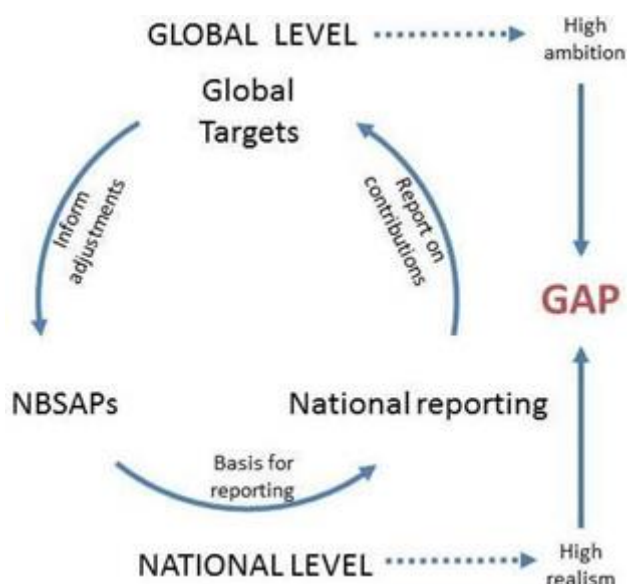 GLOBAL LEVEL
High
ambition
Global
Targets
Inform
adjustments
Report on
contributions
GAP
NBSAPs
National reporting
Basis for
reporting
NATIONAL LEVEL
High
realism